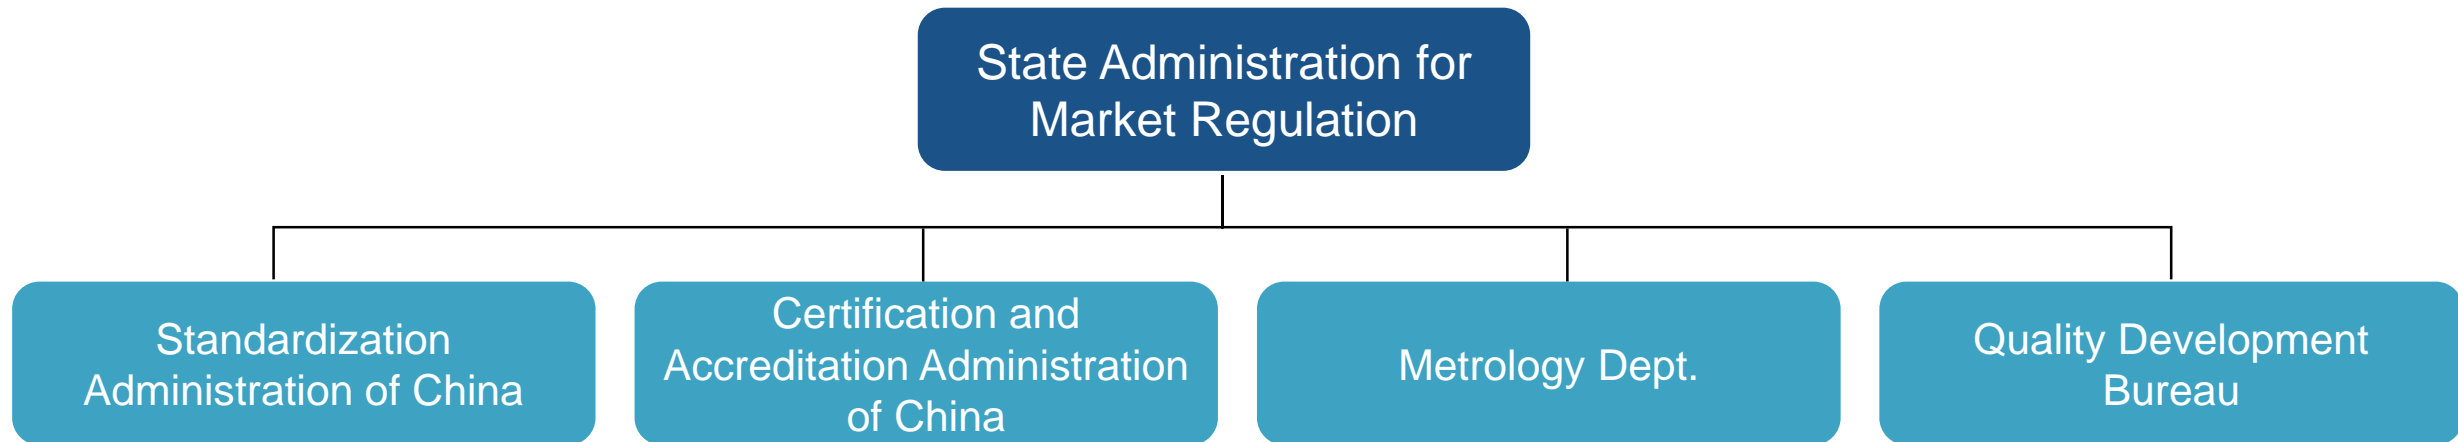 State Administration for
Market Regulation
Standardization
Administration of China
Certification and
Accreditation Administration
of China
Metrology Dept.
Quality Development
Bureau